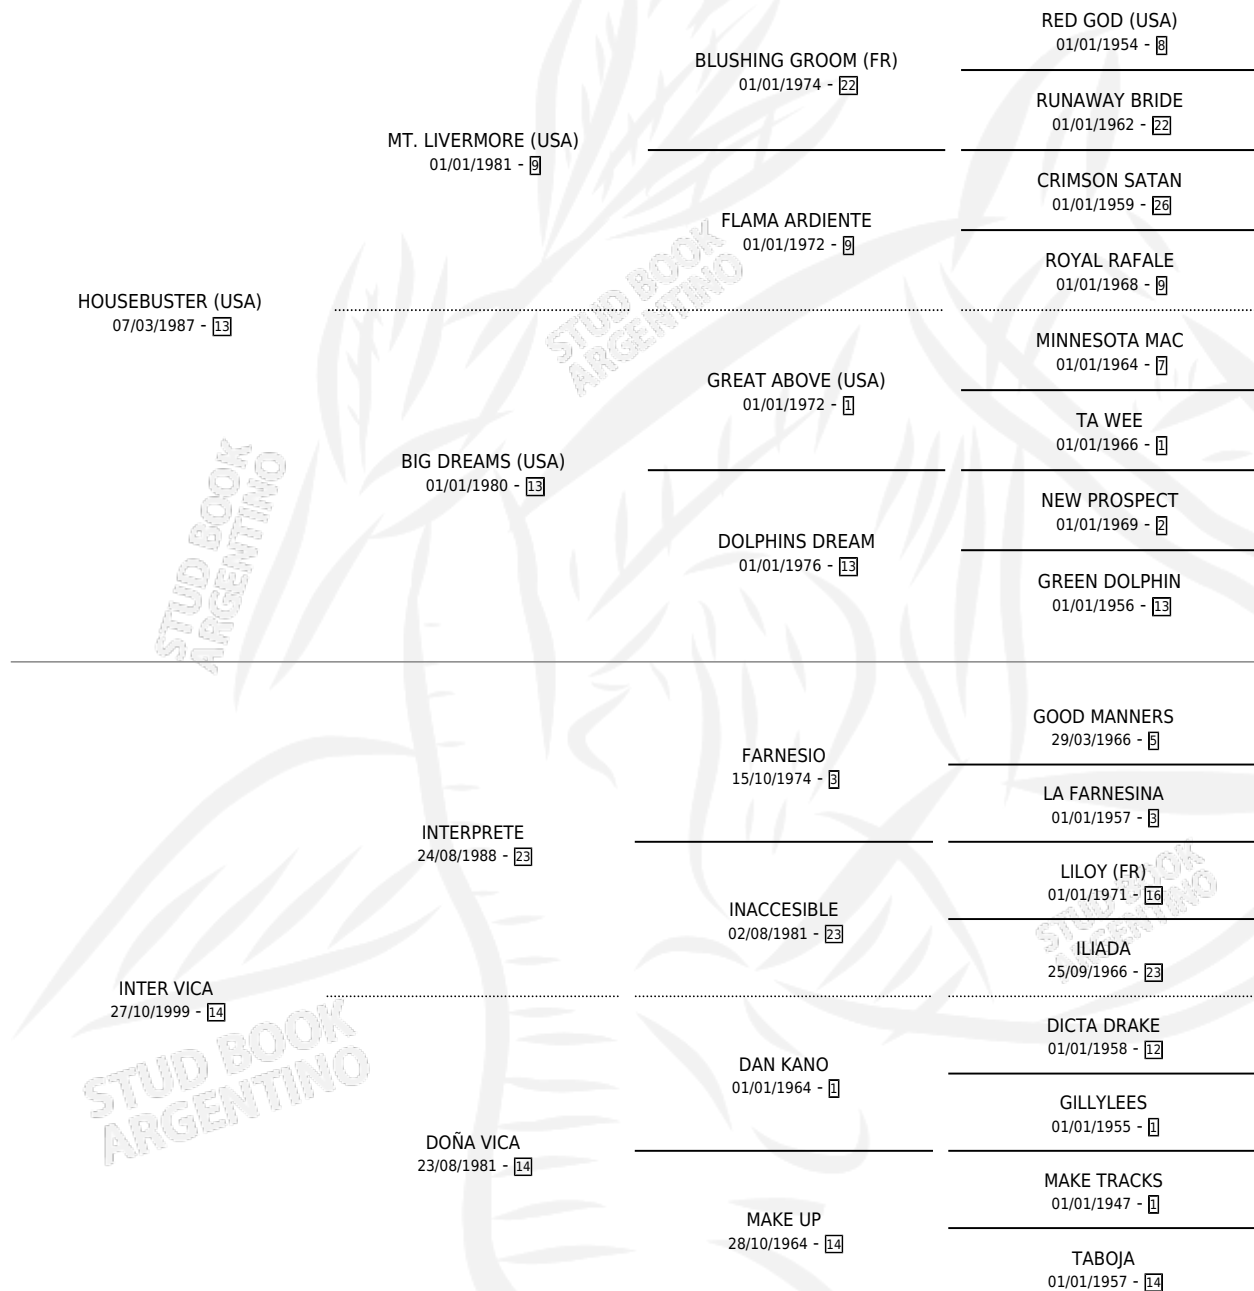 RED GOD (USA)
01/01/1954 - 8
BLUSHING GROOM (FR)
01/01/1974 - 22
RUNAWAY BRIDE
01/01/1962 - 22
MT. LIVERMORE (USA)
01/01/1981 - 9
CRIMSON SATAN
01/01/1959 - 26
FLAMA ARDIENTE
01/01/1972 - 9
ROYAL RAFALE
01/01/1968 - 9
HOUSEBUSTER (USA)
07/03/1987 - 13
MINNESOTA MAC
01/01/1964 - 7
GREAT ABOVE (USA)
01/01/1972 - 1
TA WEE
01/01/1966 - 1
BIG DREAMS (USA)
01/01/1980 - 13
NEW PROSPECT
01/01/1969 - 2
DOLPHINS DREAM
01/01/1976 - 13
GREEN DOLPHIN
01/01/1956 - 13
GOOD MANNERS
29/03/1966 - 5
FARNESIO
15/10/1974 - 3
LA FARNESINA
01/01/1957 - 3
INTERPRETE
24/08/1988 - 23
LILOY (FR)
01/01/1971 - 16
INACCESIBLE
02/08/1981 - 23
ILIADA
25/09/1966 - 23
INTER VICA
27/10/1999 - 14
DICTA DRAKE
01/01/1958 - 12
DAN KANO
01/01/1964 - 1
GILLYLEES
01/01/1955 - 1
DOÑA VICA
23/08/1981 - 14
MAKE TRACKS
01/01/1947 - 1
MAKE UP
28/10/1964 - 14
TABOJA
01/01/1957 - 14
STUD BOOK
ARGENTINO
STUD BOOK
ARGENTINO
STUD BOOK
ARGENTINO
STUD BOOK
ARGENTINO